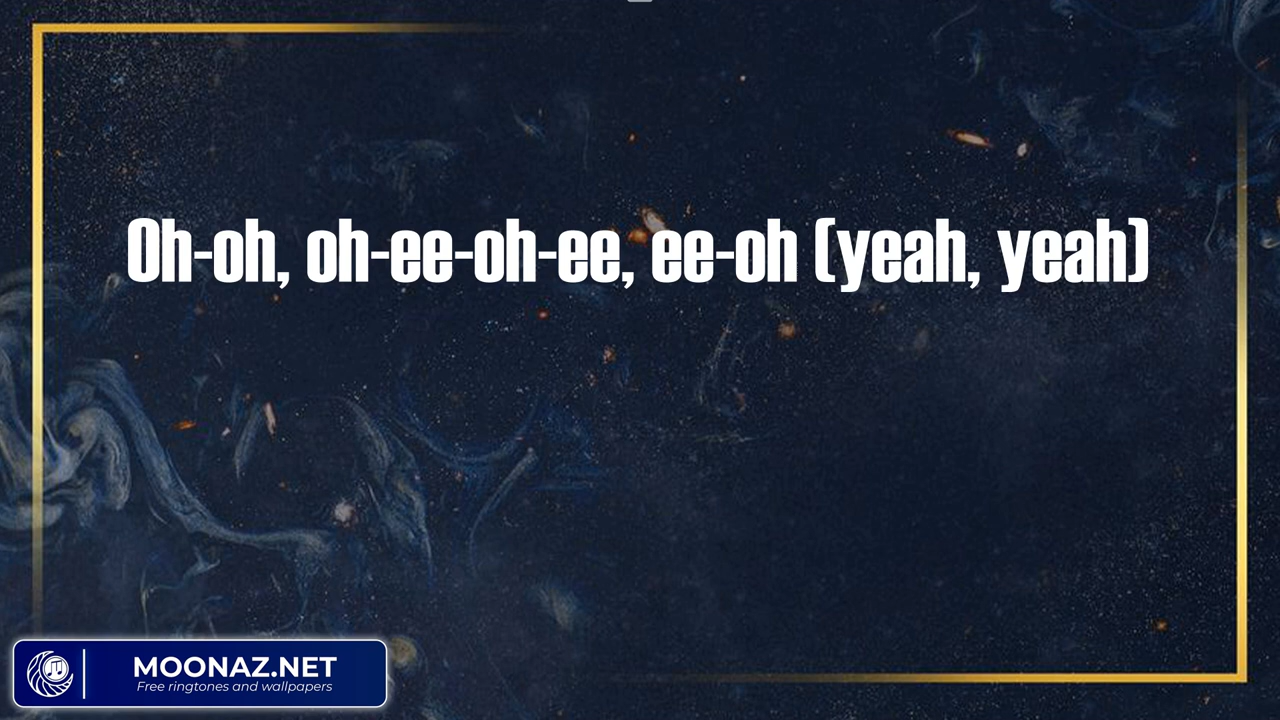 Oh-oh, oh-ee-oh-ee, ee-oh (yeah, yeah)
MOONAZ.NET
Free ringtones and wallpapers